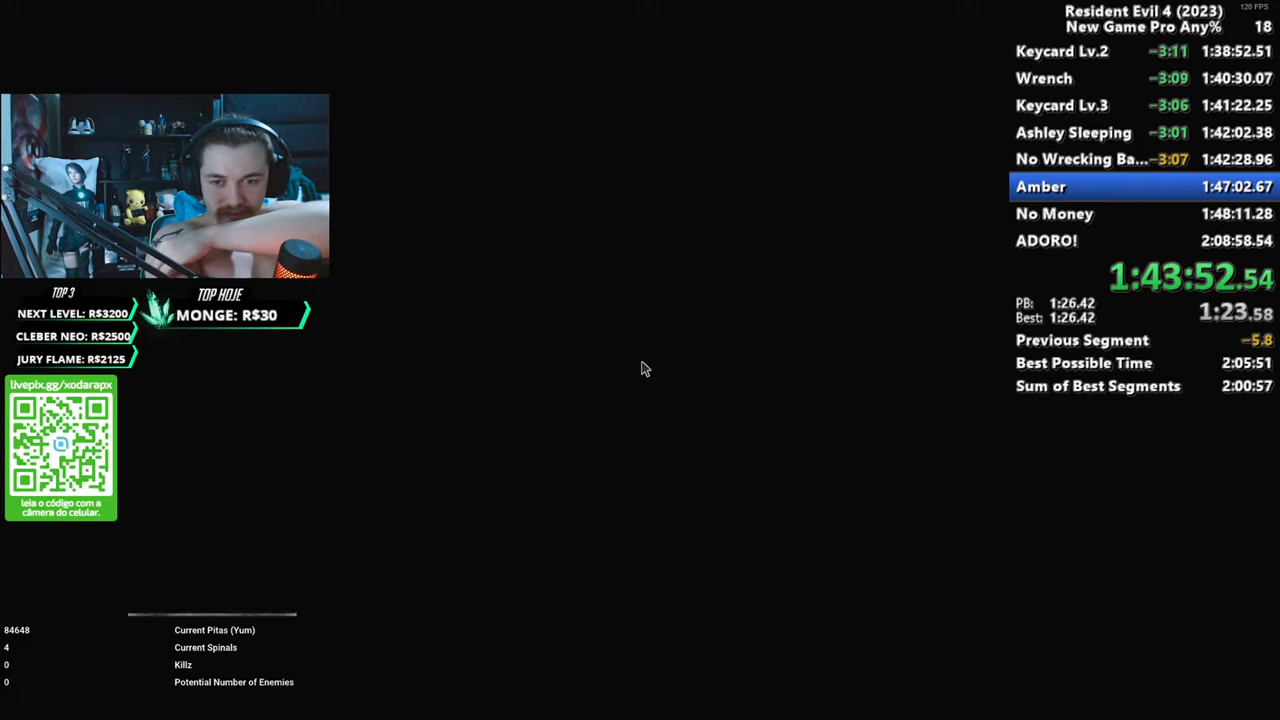 120 FPS
Resident Evil 4 (2023)
New Game Pro Any% 18
Keycard Lv.2 −3:11 1:38:52.51
Wrench −3:09 1:40:30.07
Keycard Lv.3 −3:06 1:41:22.25
Ashley Sleeping −3:01 1:42:02.38
No Wrecking Ba... −3:07 1:42:28.96
Amber 1:47:02.67
No Money 1:48:11.28
ADORO! 2:08:58.54
1:43:52.54
PB: 1:26.42
Best: 1:26.42
1:23.58
Previous Segment −5.8
Best Possible Time 2:05:51
Sum of Best Segments 2:00:57
TOP 3
NEXT LEVEL: R$3200
CLEBER NEO: R$2500
JURY FLAME: R$2125
TOP HOJE
MONGE: R$30
livepix.gg/xodarapx
leia o código com a
câmera do celular.
84648 Current Pitas (Yum)
4 Current Spinals
0 Killz
0 Potential Number of Enemies